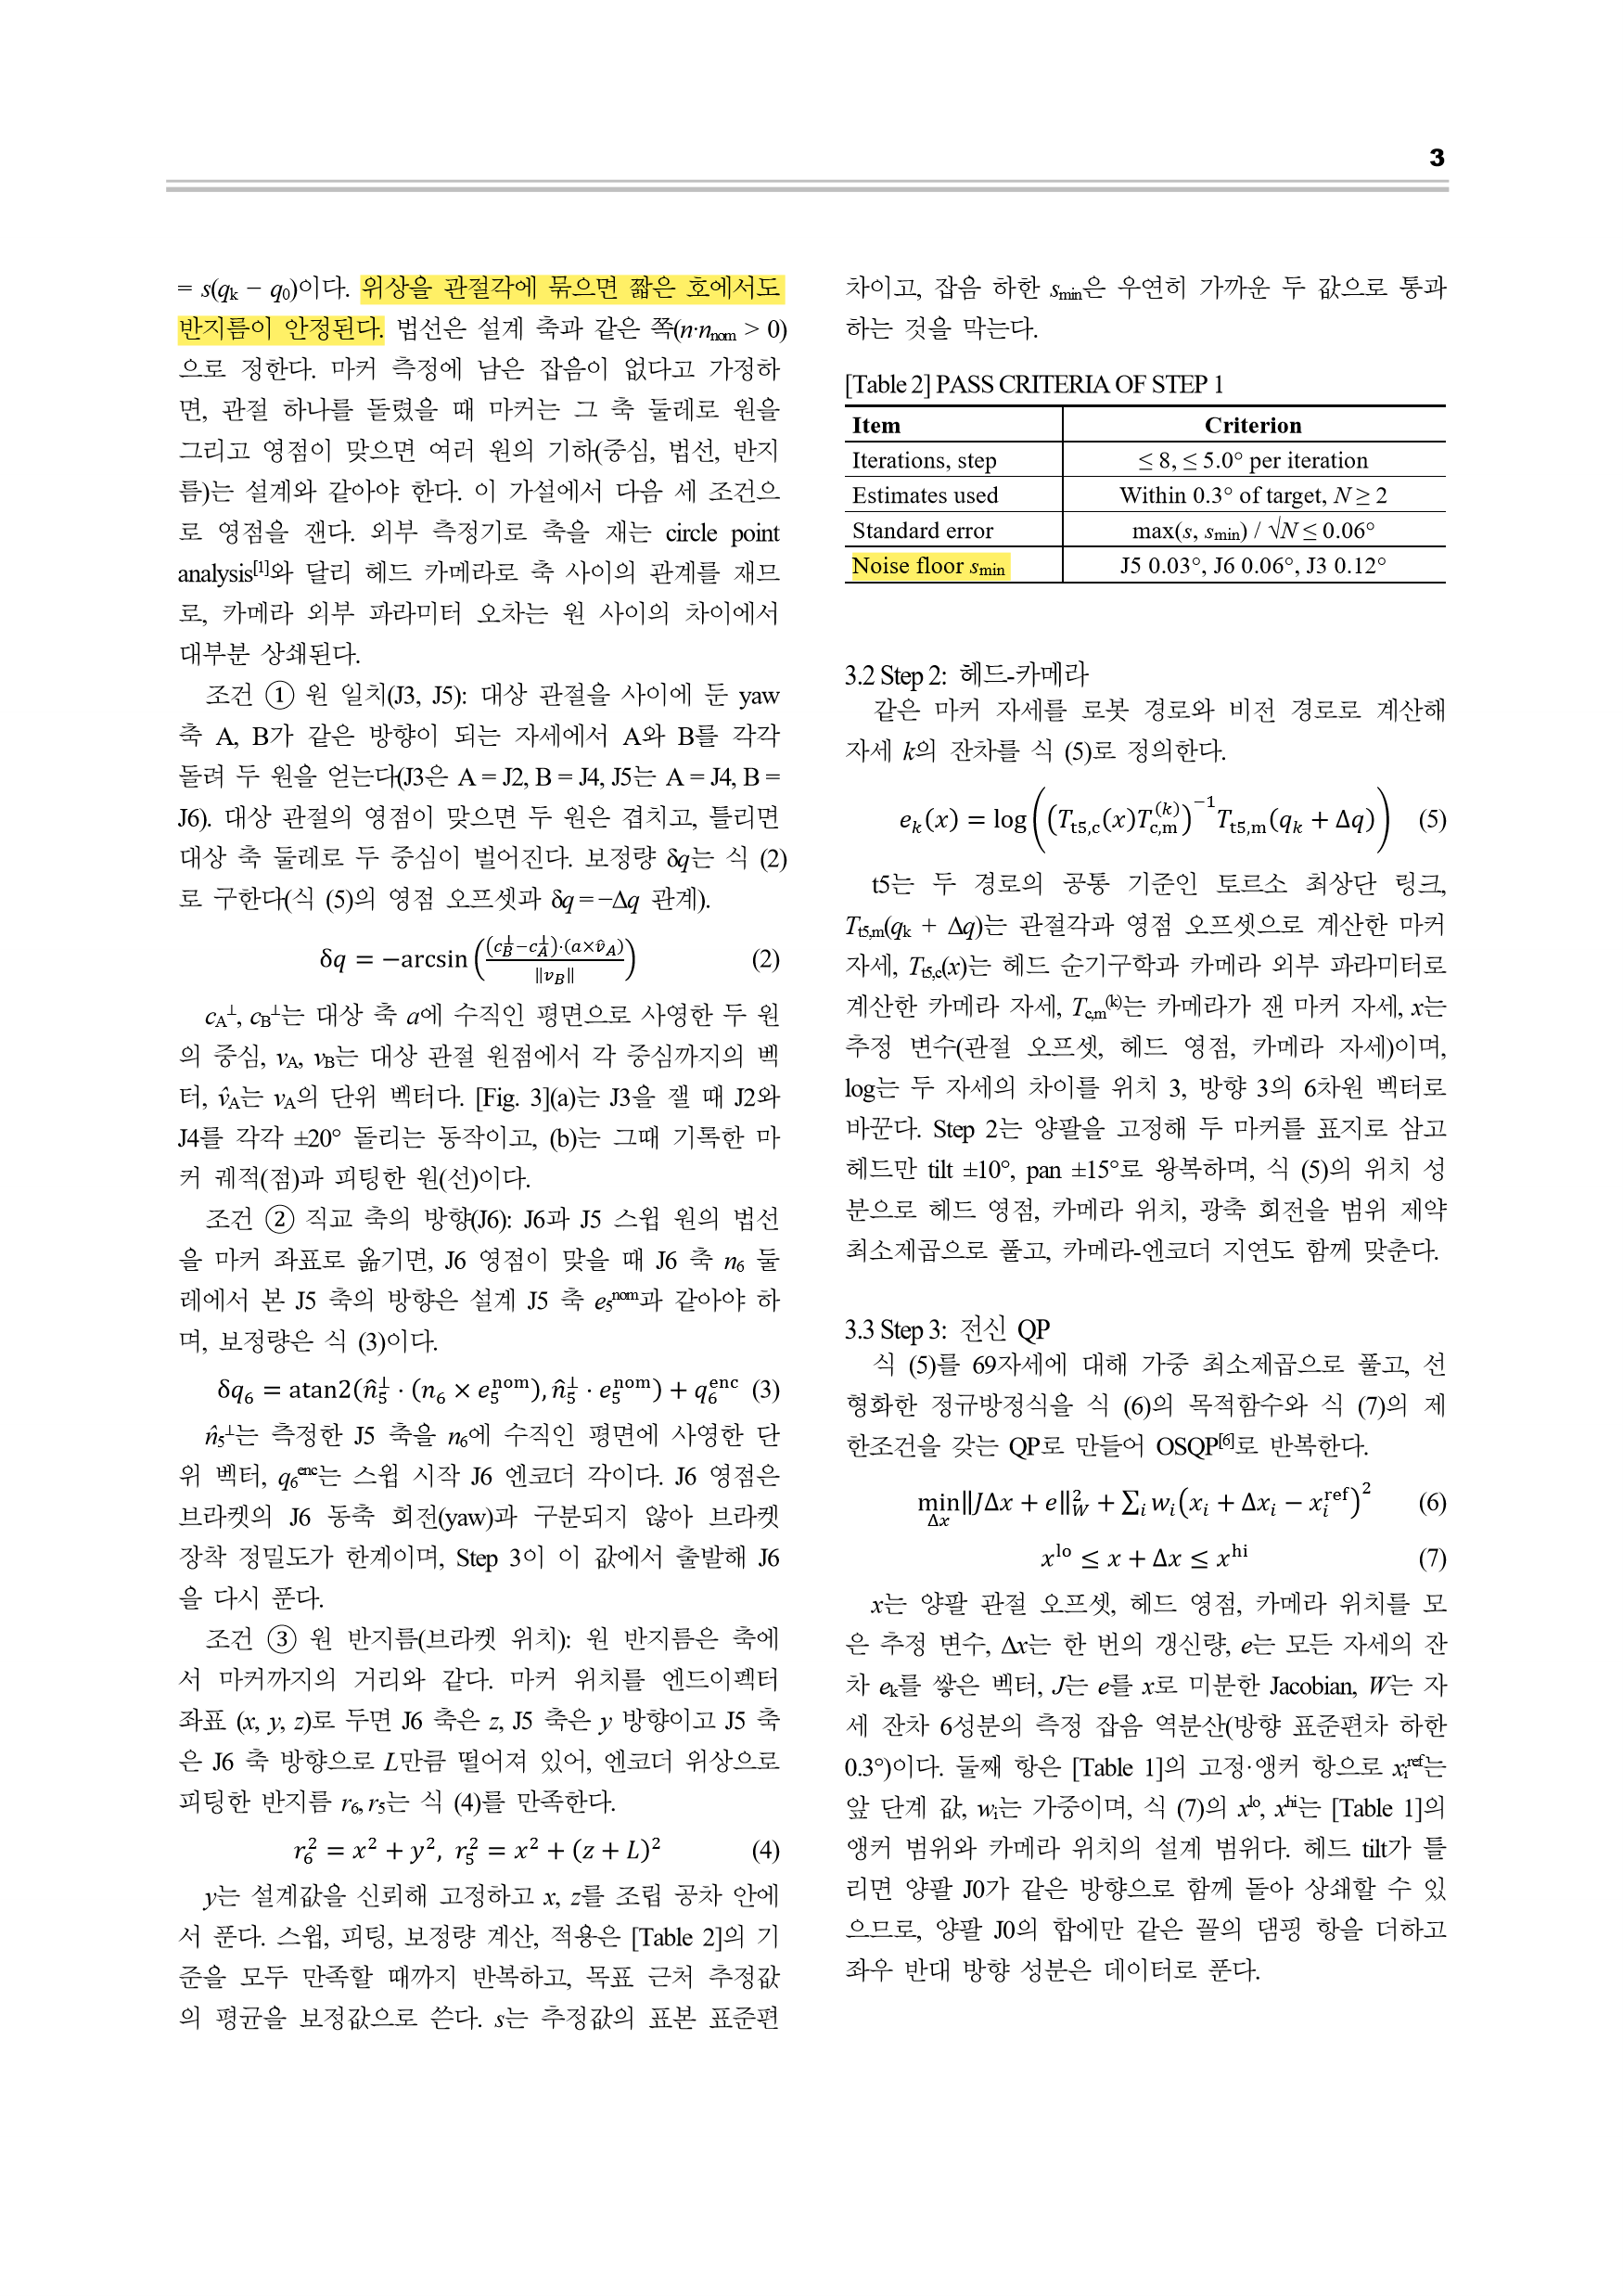 3
= s(qk − q0)이다. 위상을 관절각에 묶으면 짧은 호에서도
반지름이 안정된다. 법선은 설계 축과 같은 쪽(n·nnom > 0)
으로 정한다. 마커 측정에 남은 잡음이 없다고 가정하
면, 관절 하나를 돌렸을 때 마커는 그 축 둘레로 원을
그리고 영점이 맞으면 여러 원의 기하(중심, 법선, 반지
름)는 설계와 같아야 한다. 이 가설에서 다음 세 조건으
로 영점을 잰다. 외부 측정기로 축을 재는 circle point
analysis[1]와 달리 헤드 카메라로 축 사이의 관계를 재므
로, 카메라 외부 파라미터 오차는 원 사이의 차이에서
대부분 상쇄된다.
조건 ① 원 일치(J3, J5): 대상 관절을 사이에 둔 yaw
축 A, B가 같은 방향이 되는 자세에서 A와 B를 각각
돌려 두 원을 얻는다(J3은 A = J2, B = J4, J5는 A = J4, B =
J6). 대상 관절의 영점이 맞으면 두 원은 겹치고, 틀리면
대상 축 둘레로 두 중심이 벌어진다. 보정량 δq는 식 (2)
로 구한다(식 (5)의 영점 오프셋과 δq = −Δq 관계).
δq = −arcsin((c_B^⊥−c_A^⊥)·(a×v̂_A) / ‖v_B‖) (2)
cA⊥, cB⊥는 대상 축 a에 수직인 평면으로 사영한 두 원
의 중심, vA, vB는 대상 관절 원점에서 각 중심까지의 벡
터, v̂A는 vA의 단위 벡터다. [Fig. 3](a)는 J3을 잴 때 J2와
J4를 각각 ±20° 돌리는 동작이고, (b)는 그때 기록한 마
커 궤적(점)과 피팅한 원(선)이다.
조건 ② 직교 축의 방향(J6): J6과 J5 스윕 원의 법선
을 마커 좌표로 옮기면, J6 영점이 맞을 때 J6 축 n6 둘
레에서 본 J5 축의 방향은 설계 J5 축 e5nom과 같아야 하
며, 보정량은 식 (3)이다.
δq6 = atan2(n̂5⊥ · (n6 × e5nom), n̂5⊥ · e5nom) + q6enc (3)
n̂5⊥는 측정한 J5 축을 n6에 수직인 평면에 사영한 단
위 벡터, q6enc는 스윕 시작 J6 엔코더 각이다. J6 영점은
브라켓의 J6 동축 회전(yaw)과 구분되지 않아 브라켓
장착 정밀도가 한계이며, Step 3이 이 값에서 출발해 J6
을 다시 푼다.
조건 ③ 원 반지름(브라켓 위치): 원 반지름은 축에
서 마커까지의 거리와 같다. 마커 위치를 엔드이펙터
좌표 (x, y, z)로 두면 J6 축은 z, J5 축은 y 방향이고 J5 축
은 J6 축 방향으로 L만큼 떨어져 있어, 엔코더 위상으로
피팅한 반지름 r6, r5는 식 (4)를 만족한다.
r6² = x² + y², r5² = x² + (z + L)² (4)
y는 설계값을 신뢰해 고정하고 x, z를 조립 공차 안에
서 푼다. 스윕, 피팅, 보정량 계산, 적용은 [Table 2]의 기
준을 모두 만족할 때까지 반복하고, 목표 근처 추정값
의 평균을 보정값으로 쓴다. s는 추정값의 표본 표준편
차이고, 잡음 하한 smin은 우연히 가까운 두 값으로 통과
하는 것을 막는다.
[Table 2] PASS CRITERIA OF STEP 1
Item Criterion
Iterations, step ≤ 8, ≤ 5.0° per iteration
Estimates used Within 0.3° of target, N ≥ 2
Standard error max(s, smin) / √N ≤ 0.06°
Noise floor smin J5 0.03°, J6 0.06°, J3 0.12°
3.2 Step 2: 헤드-카메라
같은 마커 자세를 로봇 경로와 비전 경로로 계산해
자세 k의 잔차를 식 (5)로 정의한다.
e_k(x) = log((T_t5,c(x)T_c,m^(k))^−1 T_t5,m(q_k + Δq)) (5)
t5는 두 경로의 공통 기준인 토르소 최상단 링크,
Tt5,m(qk + Δq)는 관절각과 영점 오프셋으로 계산한 마커
자세, Tt5,c(x)는 헤드 순기구학과 카메라 외부 파라미터로
계산한 카메라 자세, Tc,m(k)는 카메라가 잰 마커 자세, x는
추정 변수(관절 오프셋, 헤드 영점, 카메라 자세)이며,
log는 두 자세의 차이를 위치 3, 방향 3의 6차원 벡터로
바꾼다. Step 2는 양팔을 고정해 두 마커를 표지로 삼고
헤드만 tilt ±10°, pan ±15°로 왕복하며, 식 (5)의 위치 성
분으로 헤드 영점, 카메라 위치, 광축 회전을 범위 제약
최소제곱으로 풀고, 카메라-엔코더 지연도 함께 맞춘다.
3.3 Step 3: 전신 QP
식 (5)를 69자세에 대해 가중 최소제곱으로 풀고, 선
형화한 정규방정식을 식 (6)의 목적함수와 식 (7)의 제
한조건을 갖는 QP로 만들어 OSQP[6]로 반복한다.
min_Δx ‖JΔx + e‖²_W + ∑_i w_i(x_i + Δx_i − x_i^ref)² (6)
x^lo ≤ x + Δx ≤ x^hi (7)
x는 양팔 관절 오프셋, 헤드 영점, 카메라 위치를 모
은 추정 변수, Δx는 한 번의 갱신량, e는 모든 자세의 잔
차 ek를 쌓은 벡터, J는 e를 x로 미분한 Jacobian, W는 자
세 잔차 6성분의 측정 잡음 역분산(방향 표준편차 하한
0.3°)이다. 둘째 항은 [Table 1]의 고정·앵커 항으로 xiref는
앞 단계 값, wi는 가중이며, 식 (7)의 xlo, xhi는 [Table 1]의
앵커 범위와 카메라 위치의 설계 범위다. 헤드 tilt가 틀
리면 양팔 J0가 같은 방향으로 함께 돌아 상쇄할 수 있
으므로, 양팔 J0의 합에만 같은 꼴의 댐핑 항을 더하고
좌우 반대 방향 성분은 데이터로 푼다.